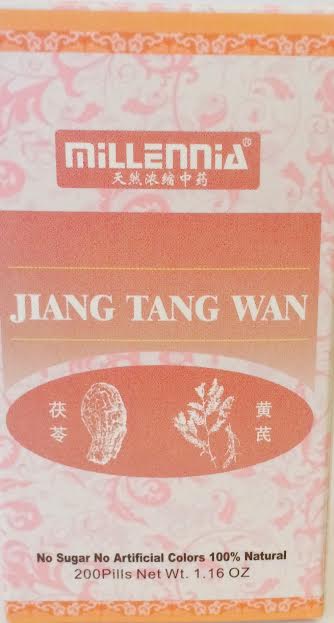 MiLLENNiA®
天然浓缩中药
JIANG TANG WAN
茯苓
黄芪
No Sugar No Artificial Colors 100% Natural
200Pills Net Wt. 1.16 OZ